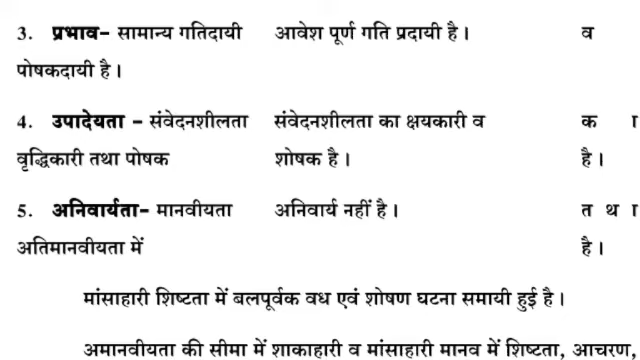 3. प्रभाव– सामान्य गतिदायी आवेश पूर्ण गति प्रदायी है। व
पोषकदायी है।
4. उपादेयता – संवेदनशीलता संवेदनशीलता का क्षयकारी व क ा
वृद्धिकारी तथा पोषक शोषक है। है।
5. अनिवार्यता– मानवीयता अनिवार्य नहीं है। त था
अतिमानवीयता में है।
मांसाहारी शिष्टता में बलपूर्वक वध एवं शोषण घटना समायी हुई है।
अमानवीयता की सीमा में शाकाहारी व मांसाहारी मानव में शिष्टता, आचरण,